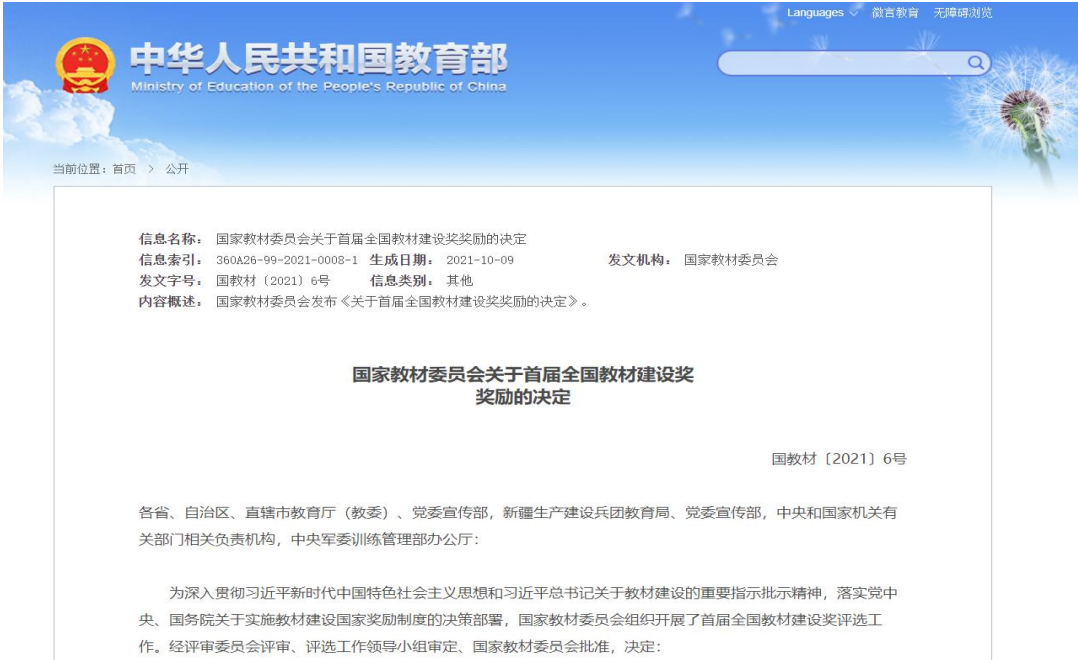 Languages 微言教育 无障碍浏览
中华人民共和国教育部
Ministry of Education of the People's Republic of China
当前位置：首页 > 公开
信息名称： 国家教材委员会关于首届全国教材建设奖奖励的决定
信息索引： 360A26-99-2021-0008-1 生成日期： 2021-10-09 发文机构： 国家教材委员会
发文字号： 国教材〔2021〕6号 信息类别： 其他
内容概述： 国家教材委员会发布《关于首届全国教材建设奖奖励的决定》。
国家教材委员会关于首届全国教材建设奖
奖励的决定
国教材〔2021〕6号
各省、自治区、直辖市教育厅（教委）、党委宣传部，新疆生产建设兵团教育局、党委宣传部，中央和国家机关有
关部门相关负责机构，中央军委训练管理部办公厅：
为深入贯彻习近平新时代中国特色社会主义思想和习近平总书记关于教材建设的重要指示批示精神，落实党中
央、国务院关于实施教材建设国家奖励制度的决策部署，国家教材委员会组织开展了首届全国教材建设奖评选工
作。经评审委员会评审、评选工作领导小组审定、国家教材委员会批准，决定：